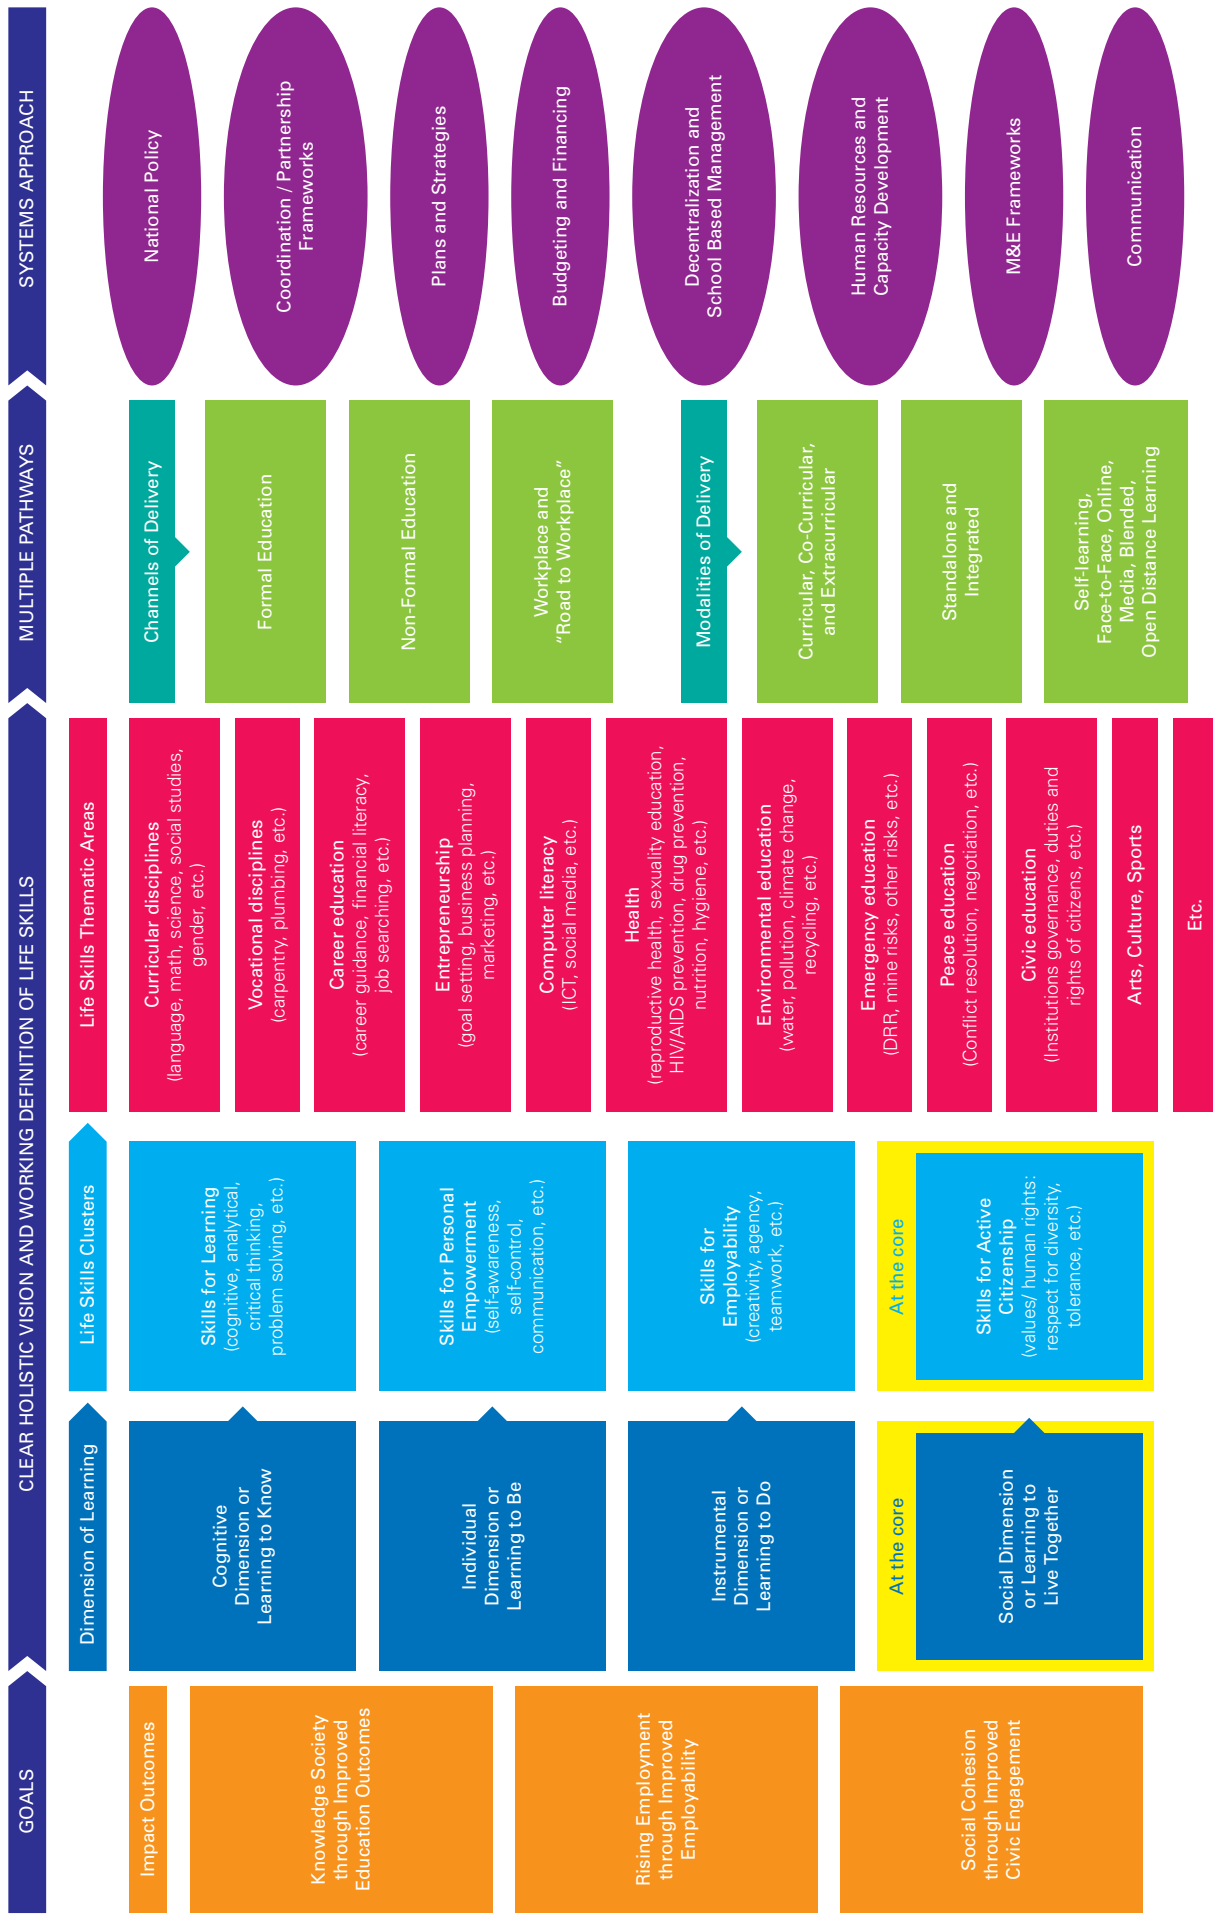 GOALS
Impact Outcomes
Knowledge Society
through Improved
Education Outcomes
Rising Employment
through Improved
Employability
Social Cohesion
through Improved
Civic Engagement
CLEAR HOLISTIC VISION AND WORKING DEFINITION OF LIFE SKILLS
Dimension of Learning
Cognitive
Dimension or
Learning to Know
Individual
Dimension or
Learning to Be
Instrumental
Dimension or
Learning to Do
At the core
Social Dimension
or Learning to
Live Together
Life Skills Clusters
Skills for Learning
(cognitive, analytical,
critical thinking,
problem solving, etc.)
Skills for Personal
Empowerment
(self-awareness,
self-control,
communication, etc.)
Skills for
Employability
(creativity, agency,
teamwork, etc.)
At the core
Skills for Active
Citizenship
(values/ human rights:
respect for diversity,
tolerance, etc.)
Life Skills Thematic Areas
Curricular disciplines
(language, math, science, social studies,
gender, etc.)
Vocational disciplines
(carpentry, plumbing, etc.)
Career education
(career guidance, financial literacy,
job searching, etc.)
Entrepreneurship
(goal setting, business planning,
marketing, etc.)
Computer literacy
(ICT, social media, etc.)
Health
(reproductive health, sexuality education,
HIV/AIDS prevention, drug prevention,
nutrition, hygiene, etc.)
Environmental education
(water, pollution, climate change,
recycling, etc.)
Emergency education
(DRR, mine risks, other risks, etc.)
Peace education
(Conflict resolution, negotiation, etc.)
Civic education
(Institutions governance, duties and
rights of citizens, etc.)
Arts, Culture, Sports
Etc.
MULTIPLE PATHWAYS
Channels of Delivery
Formal Education
Non-Formal Education
Workplace and
“Road to Workplace”
Modalities of Delivery
Curricular, Co-Curricular,
and Extracurricular
Standalone and
Integrated
Self-learning,
Face-to-Face, Online,
Media, Blended,
Open Distance Learning
SYSTEMS APPROACH
National Policy
Coordination / Partnership
Frameworks
Plans and Strategies
Budgeting and Financing
Decentralization and
School Based Management
Human Resources and
Capacity Development
M&E Frameworks
Communication